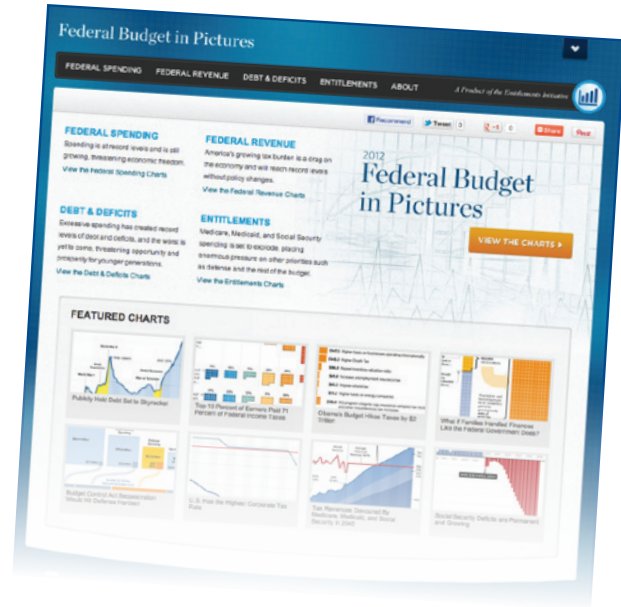 Federal Budget in Pictures
FEDERAL SPENDING FEDERAL REVENUE DEBT & DEFICITS ENTITLEMENTS ABOUT
A Product of the Entitlements Initiative
Recommend Tweet 3 +1 0 Share Pin it
FEDERAL SPENDING
Spending is at record levels and is still
growing, threatening economic freedom.
View the Federal Spending Charts
FEDERAL REVENUE
America's growing tax burden is a drag on
the economy and will reach record levels
without policy changes.
View the Federal Revenue Charts
2012
Federal Budget
in Pictures
VIEW THE CHARTS
DEBT & DEFICITS
Excessive spending has created record
levels of debt and deficits, and the worst is
yet to come, threatening opportunity and
prosperity for younger generations.
View the Debt & Deficits Charts
ENTITLEMENTS
Medicare, Medicaid, and Social Security
spending is set to explode, placing
enormous pressure on other priorities such
as defense and the rest of the budget.
View the Entitlements Charts
FEATURED CHARTS
Publicly Held Debt Set to Skyrocket
Top 10 Percent of Earners Paid 71
Percent of Federal Income Taxes
Obama's Budget Hikes Taxes by $2
Trillion
What if Families Handled Finances
Like the Federal Government Does?
Budget Control Act Sequestration
Would Hit Defense Hardest
U.S. Has the Highest Corporate Tax
Rate
Tax Revenues Devoured By
Medicare, Medicaid, and Social
Security in 2045
Social Security Deficits are Permanent
and Growing